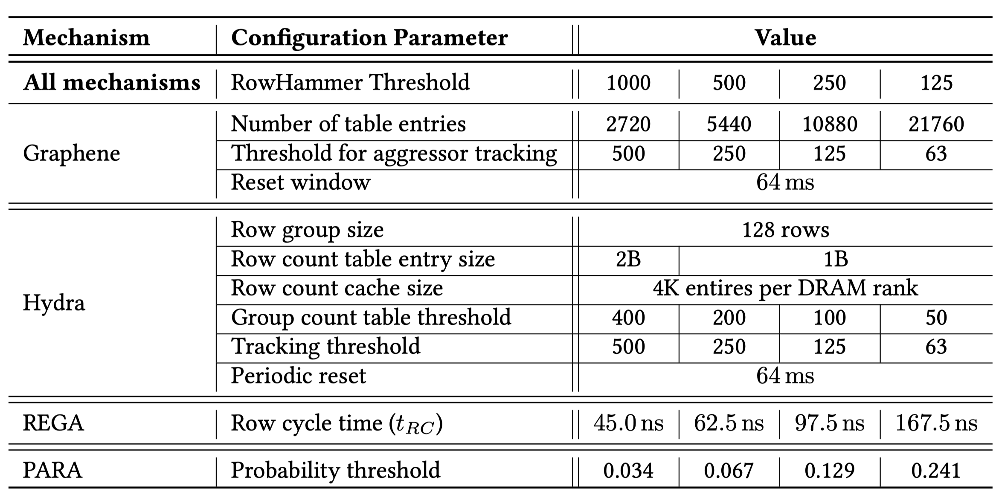 Mechanism Configuration Parameter Value
All mechanisms RowHammer Threshold 1000 500 250 125
Number of table entries 2720 5440 10880 21760
Graphene Threshold for aggressor tracking 500 250 125 63
Reset window 64 ms
Row group size 128 rows
Row count table entry size 2B 1B
Row count cache size 4K entires per DRAM rank
Hydra
Group count table threshold 400 200 100 50
Tracking threshold 500 250 125 63
Periodic reset 64 ms
REGA Row cycle time (t_RC) 45.0 ns 62.5 ns 97.5 ns 167.5 ns
PARA Probability threshold 0.034 0.067 0.129 0.241